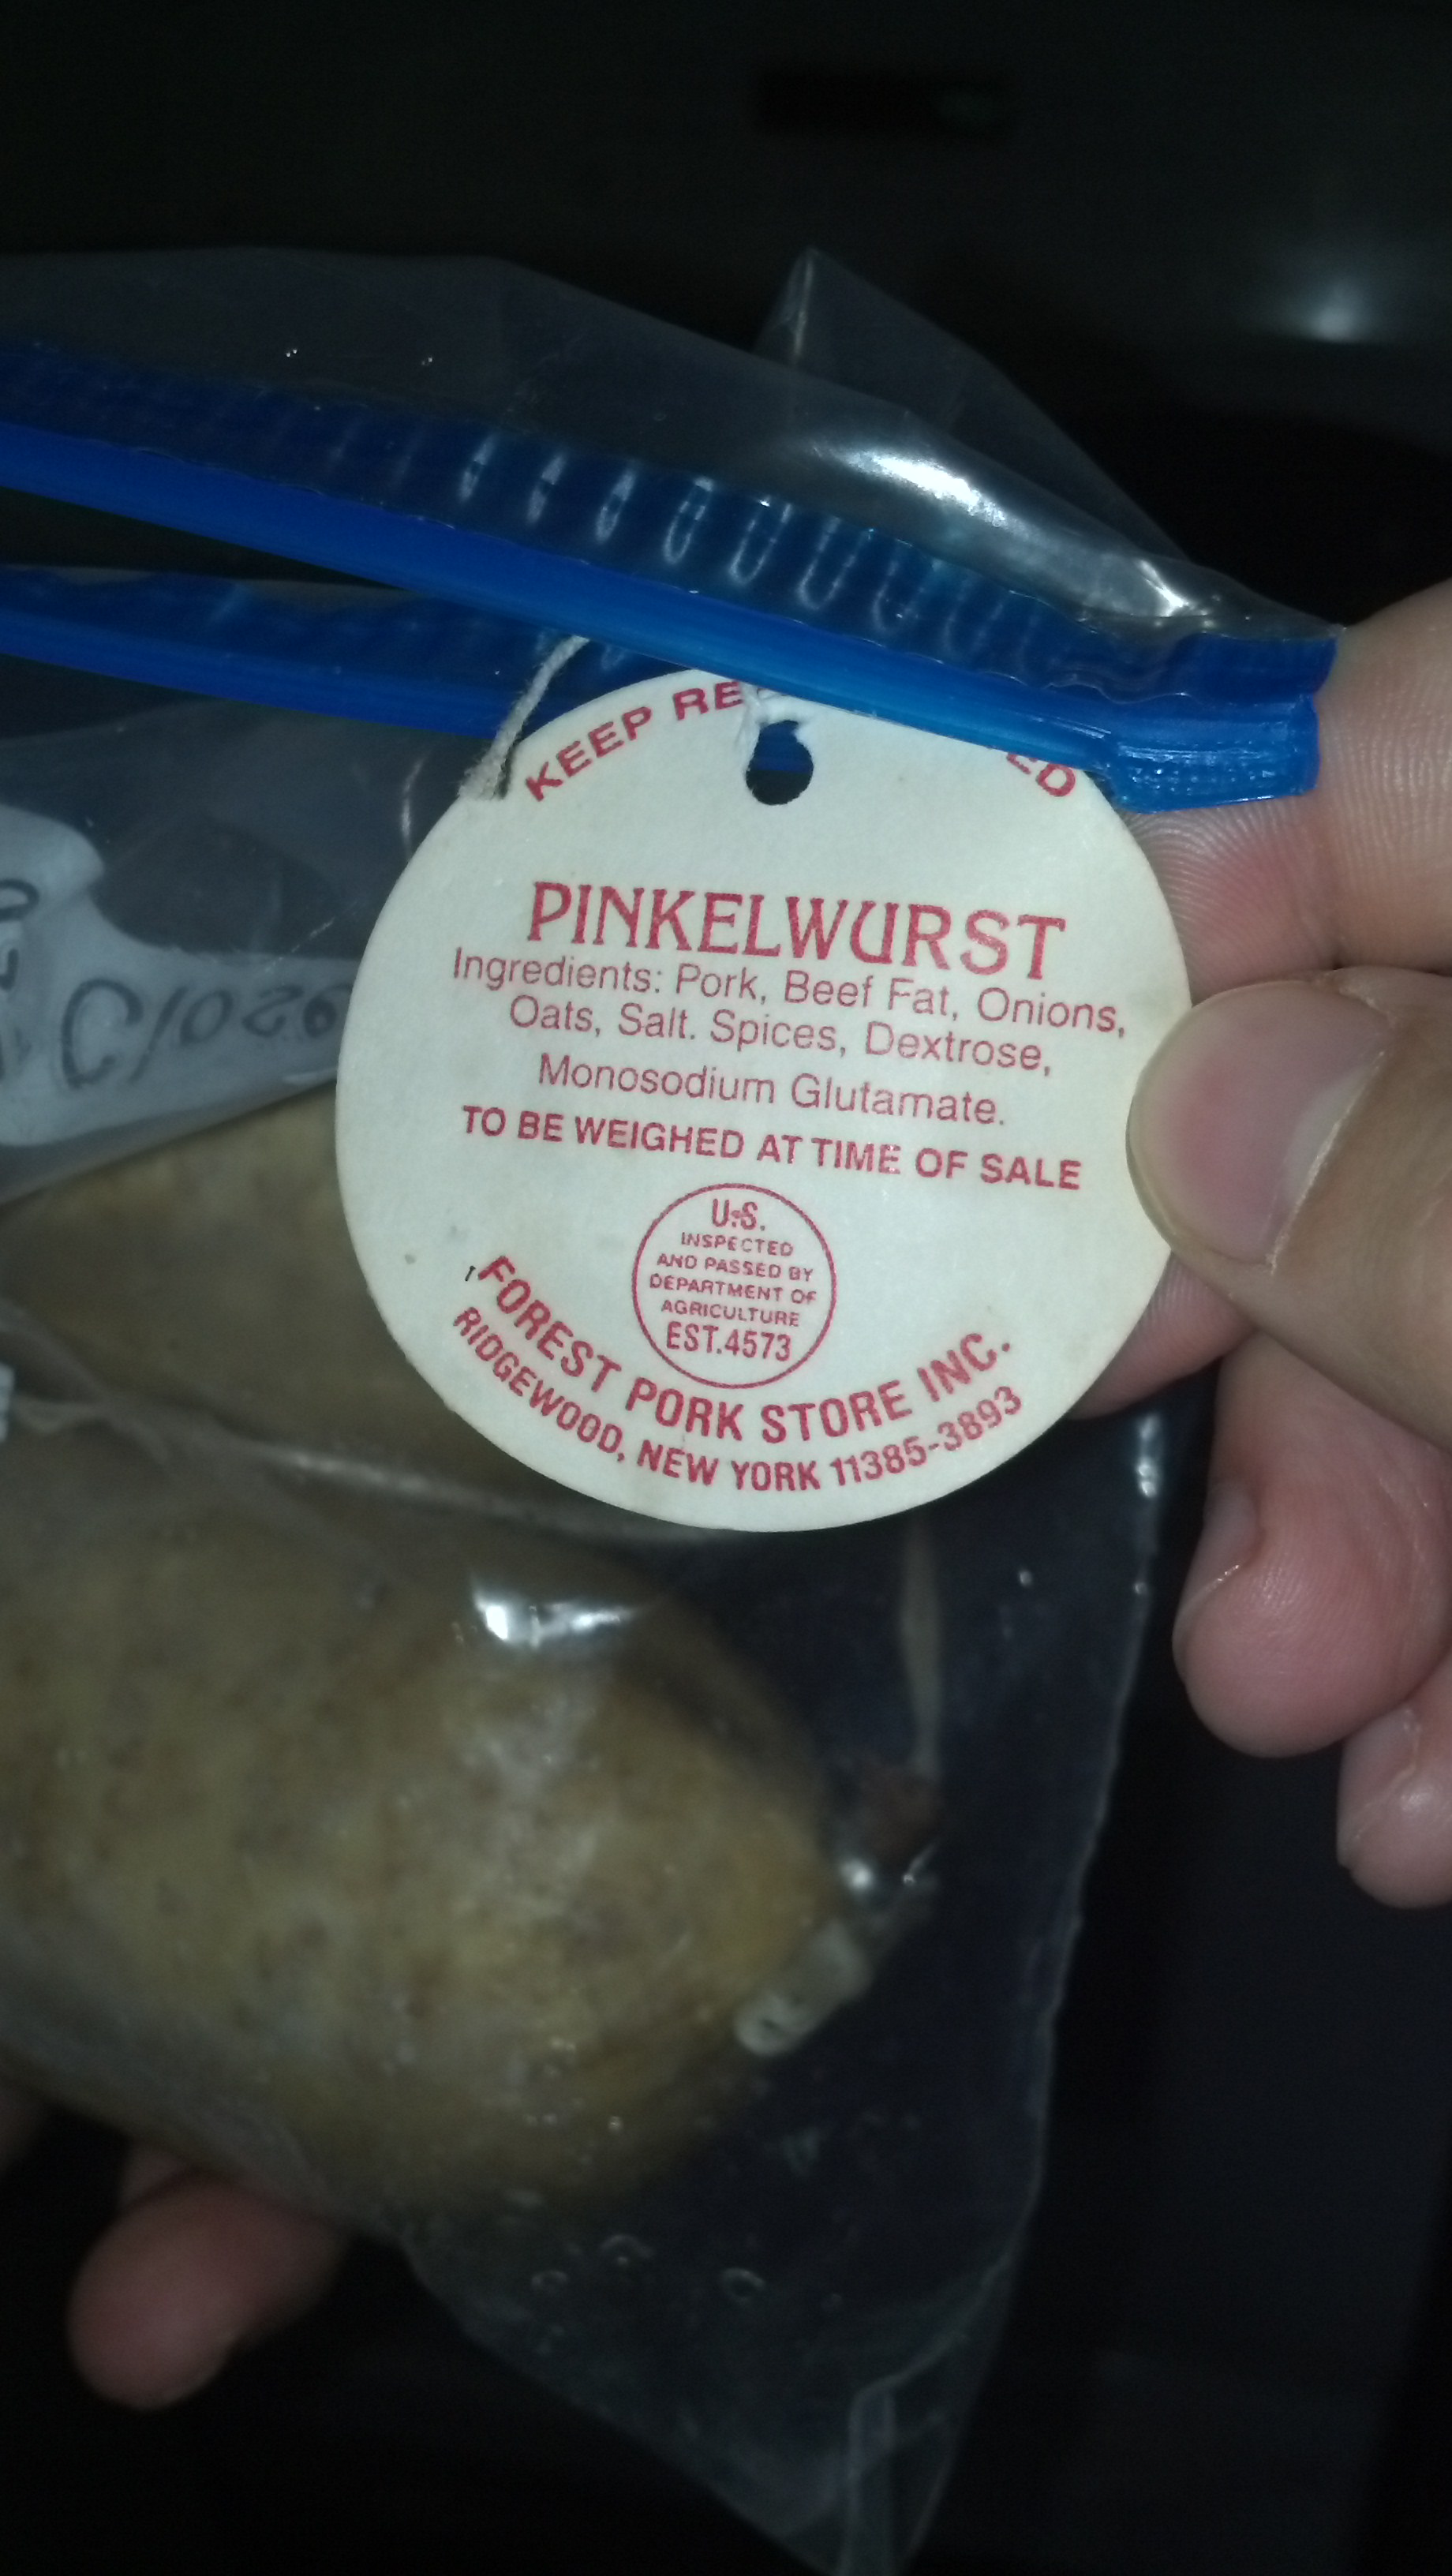 KEEP RE ED
PINKELWURST
Ingredients: Pork, Beef Fat, Onions,
Oats, Salt. Spices, Dextrose,
Monosodium Glutamate.
TO BE WEIGHED AT TIME OF SALE
U.S.
INSPECTED
AND PASSED BY
DEPARTMENT OF
AGRICULTURE
EST.4573
FOREST PORK STORE INC.
RIDGEWOOD, NEW YORK 11385-3893